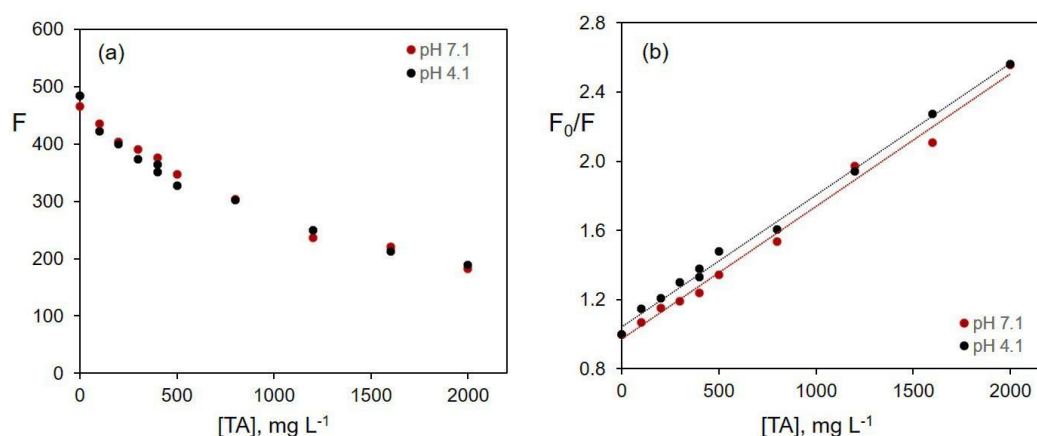 (a)
pH 7.1
pH 4.1
F
600
500
400
300
200
100
0
0 500 1000 1500 2000
[TA], mg L⁻¹
(b)
F₀/F
2.8
2.4
2.0
1.6
1.2
0.8
pH 7.1
pH 4.1
0 500 1000 1500 2000
[TA], mg L⁻¹